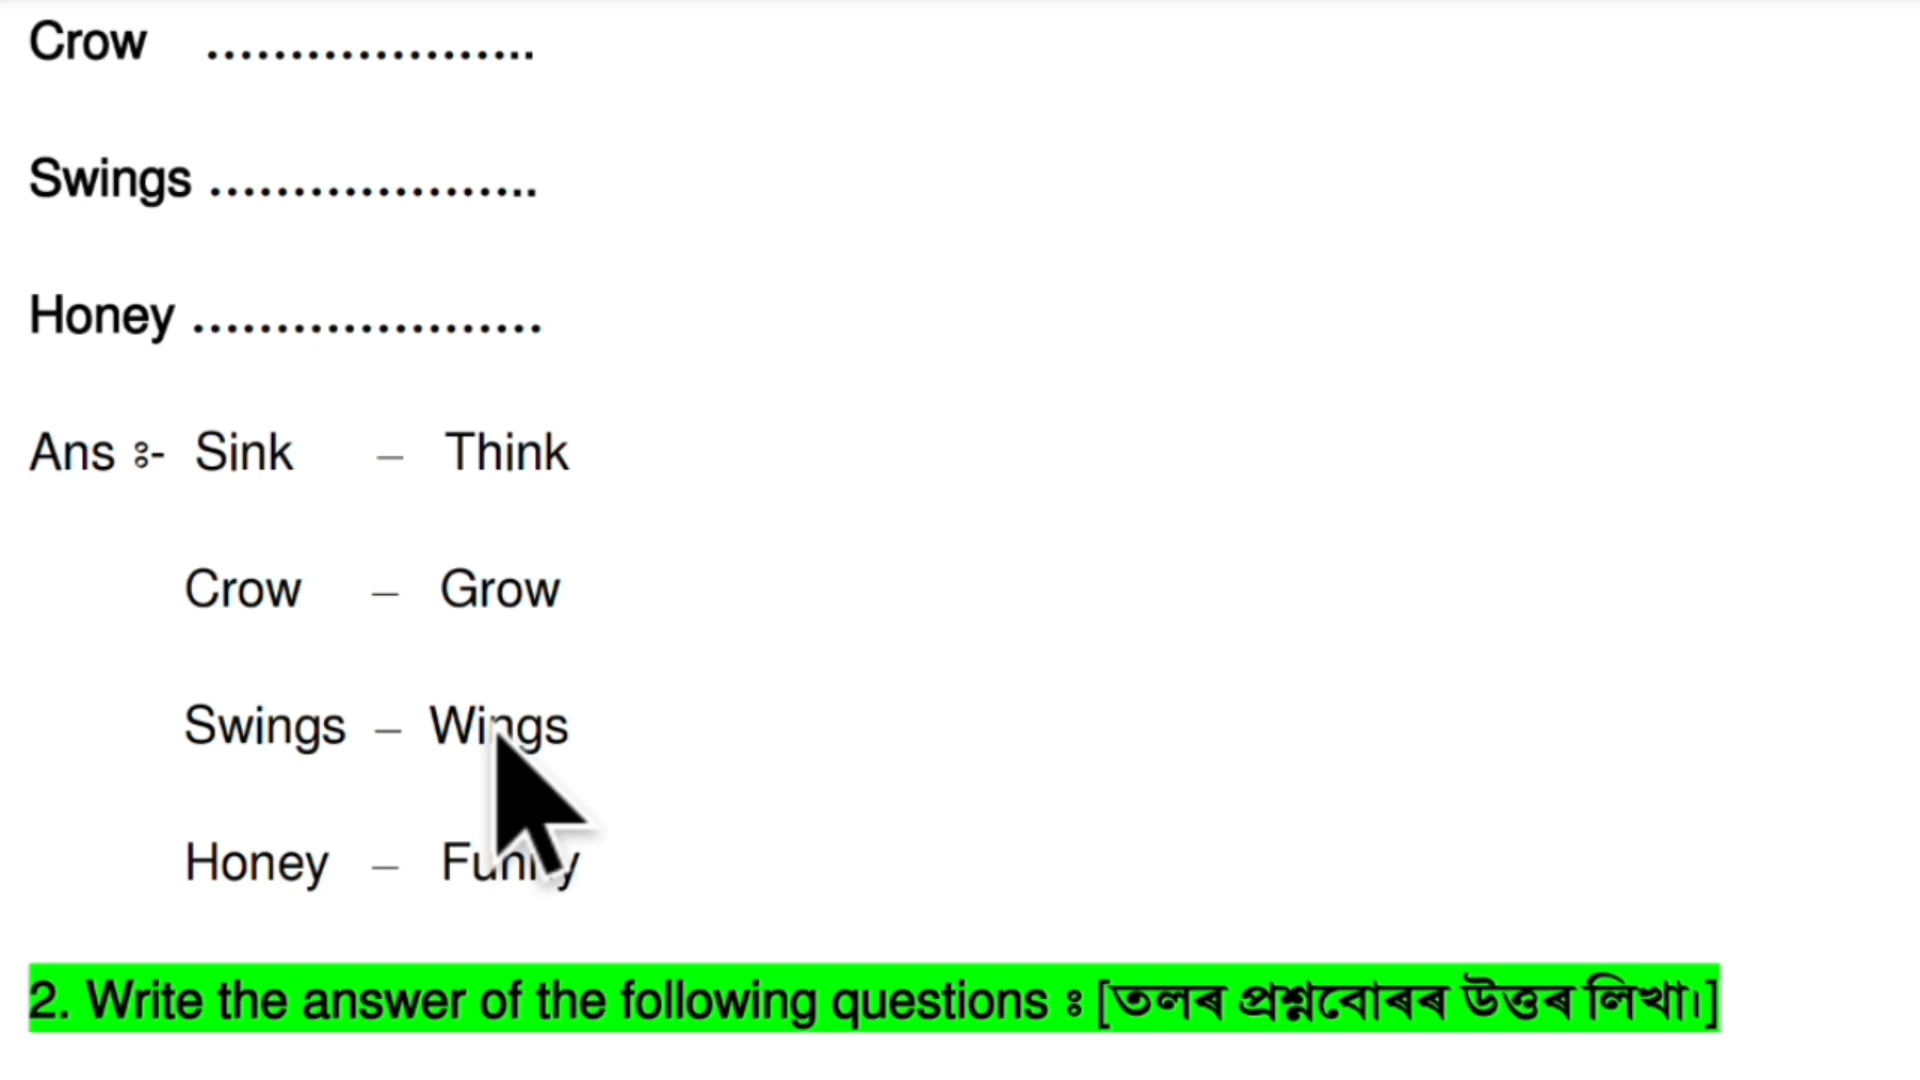 Crow ......................
Swings ......................
Honey ......................
Ans ঃ- Sink – Think
Crow – Grow
Swings – Wings
Honey – Funny
2. Write the answer of the following questions ঃ [তলৰ প্ৰশ্নবোৰৰ উত্তৰ লিখা।]